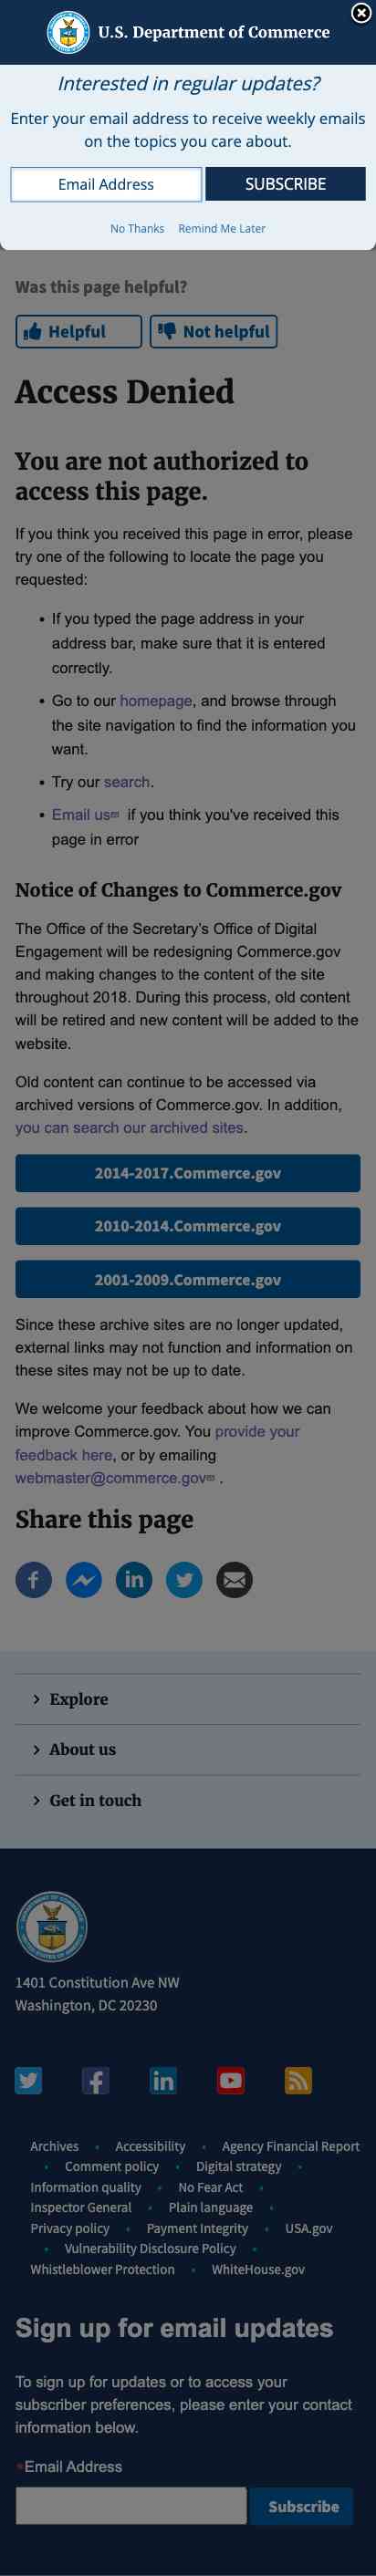 U.S. Department of Commerce
Interested in regular updates?
Enter your email address to receive weekly emails
on the topics you care about.
Email Address
SUBSCRIBE
No Thanks Remind Me Later
Was this page helpful?
Helpful Not helpful
Access Denied
You are not authorized to
access this page.
If you think you received this page in error, please
try one of the following to locate the page you
requested:
• If you typed the page address in your
address bar, make sure that it is entered
correctly.
• Go to our homepage, and browse through
the site navigation to find the information you
want.
• Try our search.
• Email us if you think you've received this
page in error
Notice of Changes to Commerce.gov
The Office of the Secretary's Office of Digital
Engagement will be redesigning Commerce.gov
and making changes to the content of the site
throughout 2018. During this process, old content
will be retired and new content will be added to the
website.
Old content can continue to be accessed via
archived versions of Commerce.gov. In addition,
you can search our archived sites.
2014-2017.Commerce.gov
2010-2014.Commerce.gov
2001-2009.Commerce.gov
Since these archive sites are no longer updated,
external links may not function and information on
these sites may not be up to date.
We welcome your feedback about how we can
improve Commerce.gov. You provide your
feedback here, or by emailing
webmaster@commerce.gov .
Share this page
Explore
About us
Get in touch
1401 Constitution Ave NW
Washington, DC 20230
Archives • Accessibility • Agency Financial Report
• Comment policy • Digital strategy •
Information quality • No Fear Act •
Inspector General • Plain language •
Privacy policy • Payment Integrity • USA.gov
• Vulnerability Disclosure Policy •
Whistleblower Protection • WhiteHouse.gov
Sign up for email updates
To sign up for updates or to access your
subscriber preferences, please enter your contact
information below.
*Email Address
Subscribe